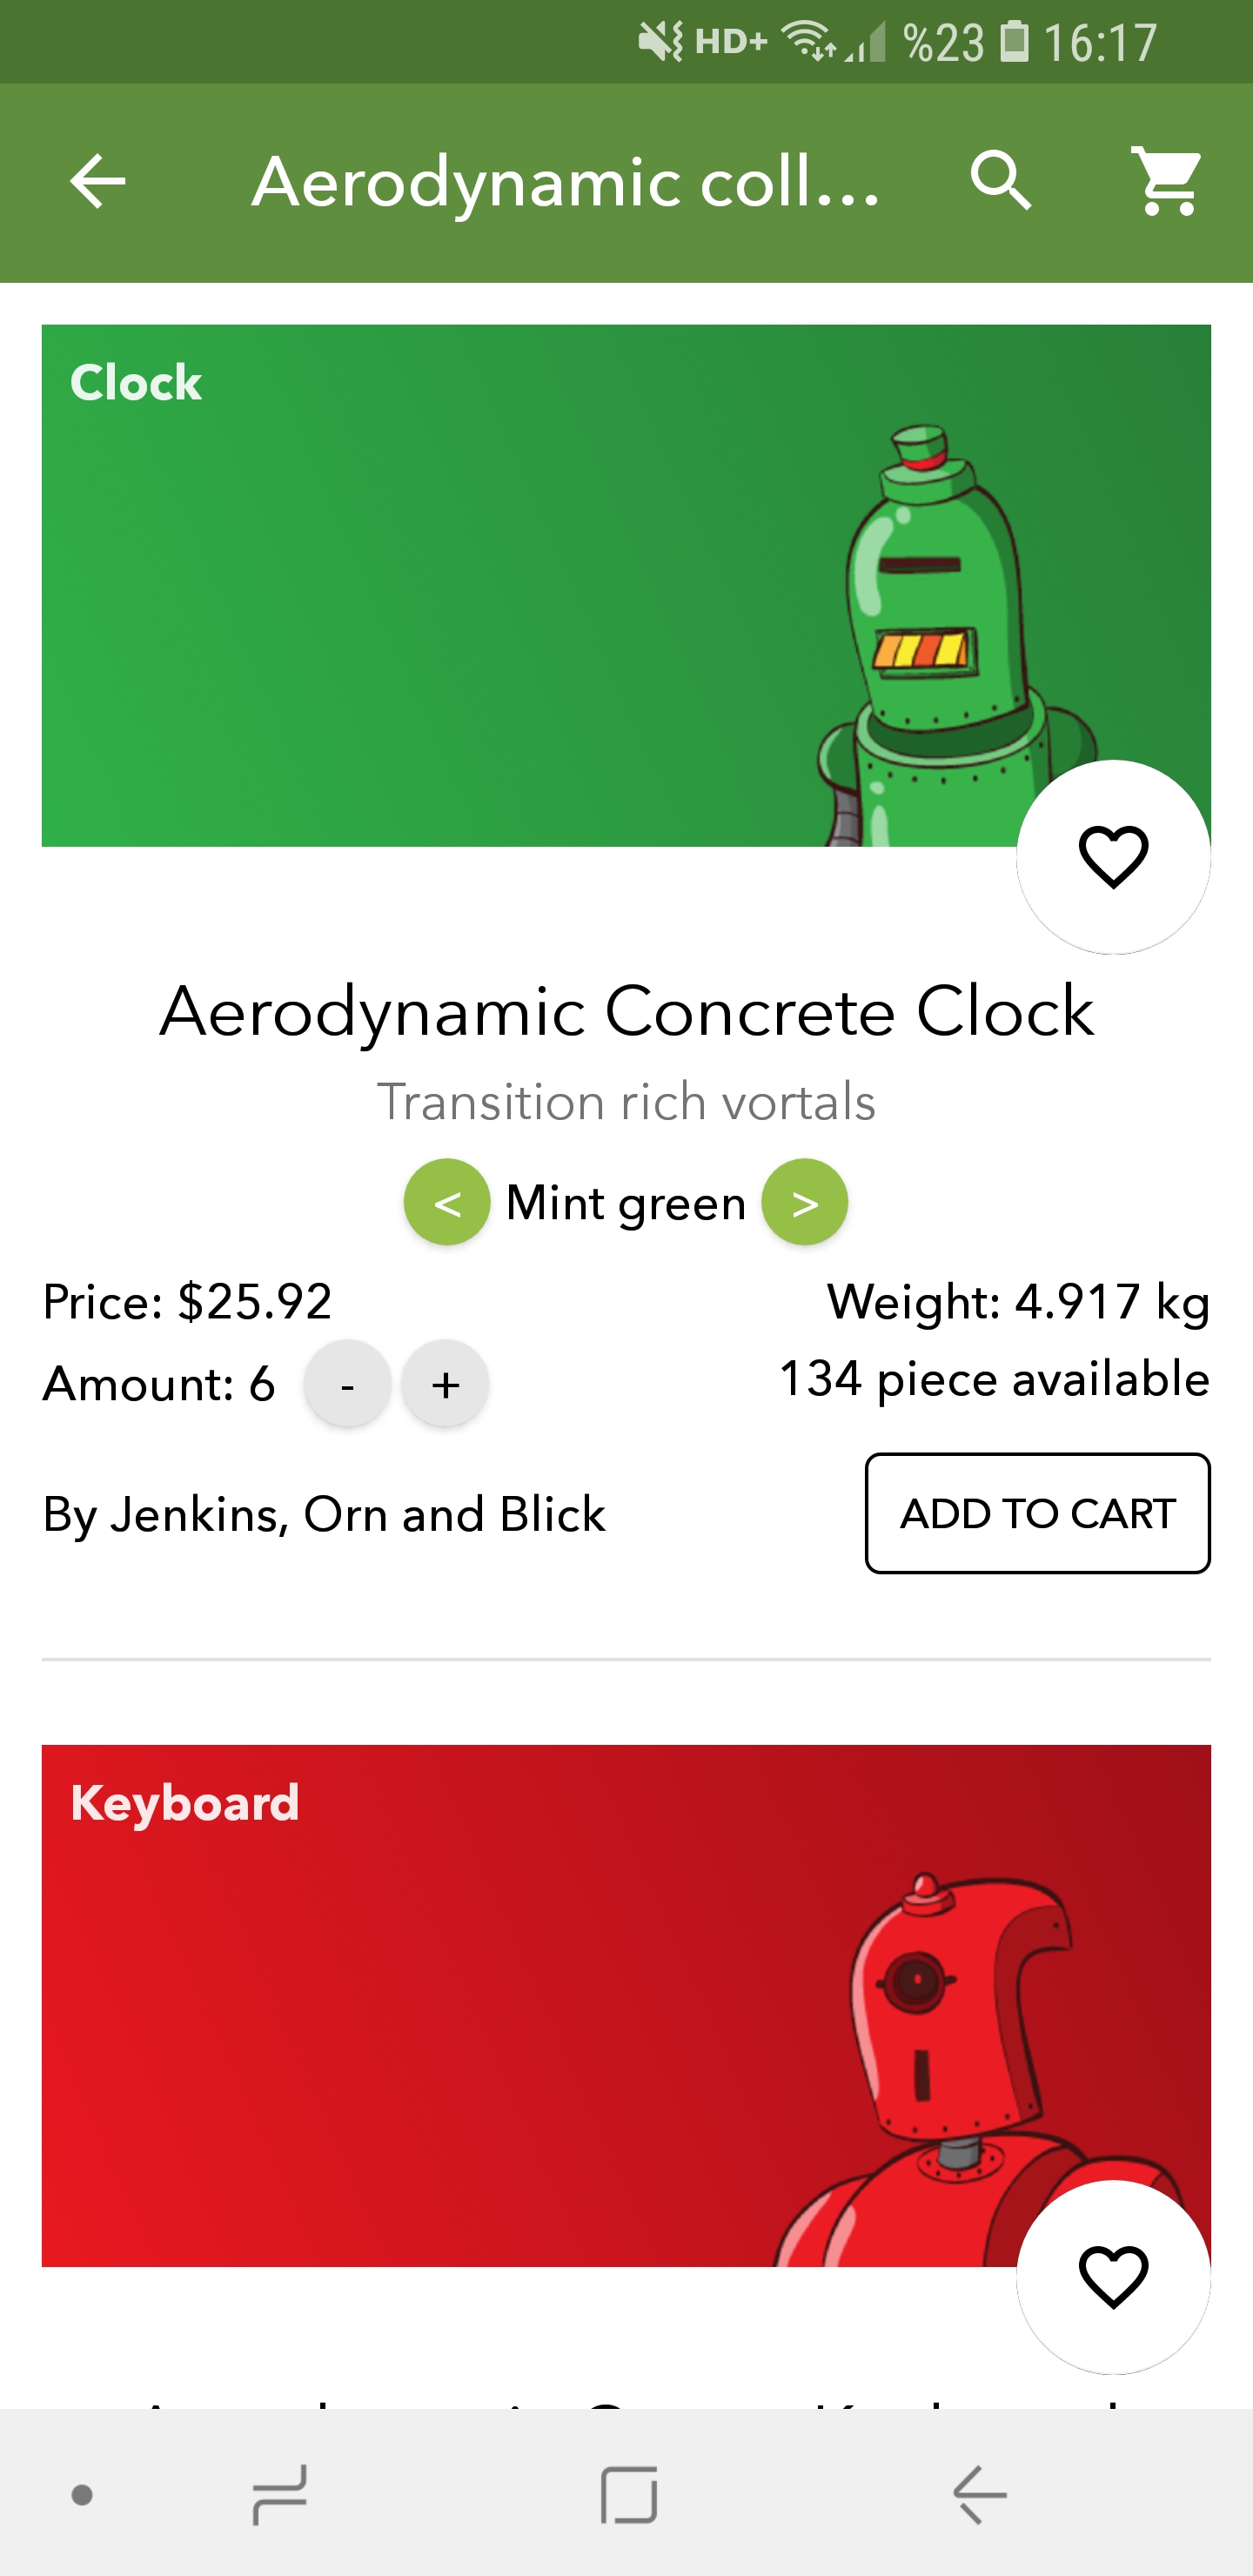 HD+ %23 16:17
Aerodynamic coll...
Clock
Aerodynamic Concrete Clock
Transition rich vortals
< Mint green >
Price: $25.92
Weight: 4.917 kg
Amount: 6 - +
134 piece available
By Jenkins, Orn and Blick
ADD TO CART
Keyboard